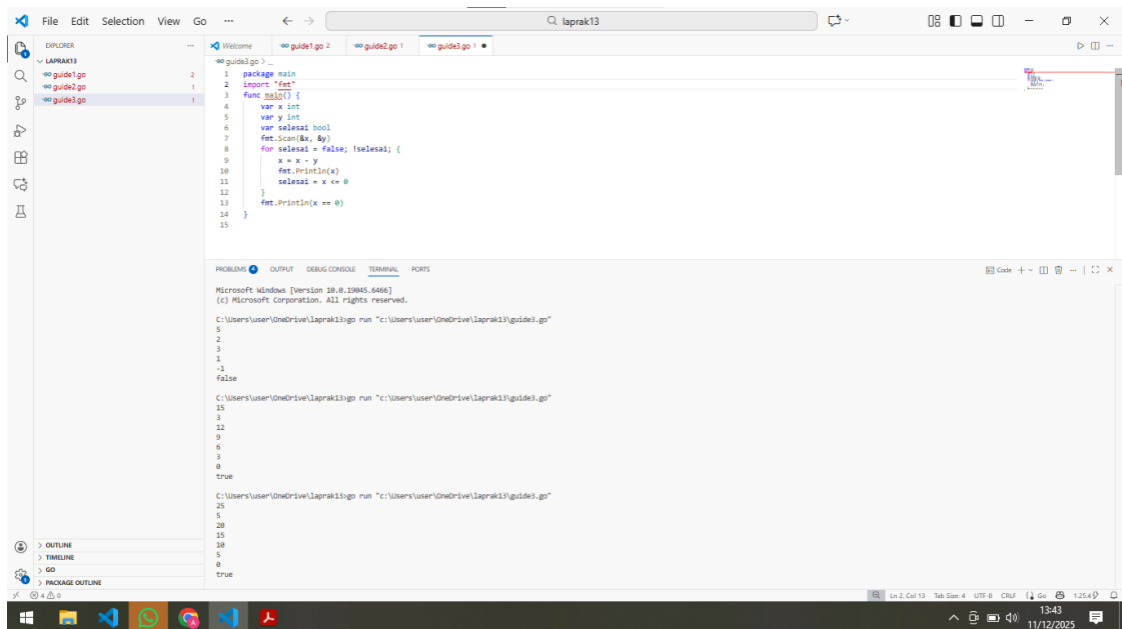 File Edit Selection View Go ··· laprak13
EXPLORER
LAPRAK13
guide1.go 2
guide2.go 1
guide3.go 1
OUTLINE
TIMELINE
GO
PACKAGE OUTLINE
Welcome guide1.go 2 guide2.go 1 guide3.go 1
guide3.go > ...
1 package main
2 import "fmt"
3 func main() {
4 var x int
5 var y int
6 var selesai bool
7 fmt.Scan(&x, &y)
8 for selesai = false; !selesai; {
9 x = x - y
10 fmt.Println(x)
11 selesai = x <= 0
12 }
13 fmt.Println(x == 0)
14 }
15
PROBLEMS 4 OUTPUT DEBUG CONSOLE TERMINAL PORTS Code
Microsoft Windows [Version 10.0.19045.6466]
(c) Microsoft Corporation. All rights reserved.
C:\Users\user\OneDrive\laprak13>go run "c:\Users\user\OneDrive\laprak13\guide3.go"
5
2
3
1
-1
false
C:\Users\user\OneDrive\laprak13>go run "c:\Users\user\OneDrive\laprak13\guide3.go"
15
3
12
9
6
3
0
true
C:\Users\user\OneDrive\laprak13>go run "c:\Users\user\OneDrive\laprak13\guide3.go"
25
5
20
15
10
5
0
true
4 0 Ln 2, Col 13 Tab Size: 4 UTF-8 CRLF Go 1.25.4
13:43
11/12/2025